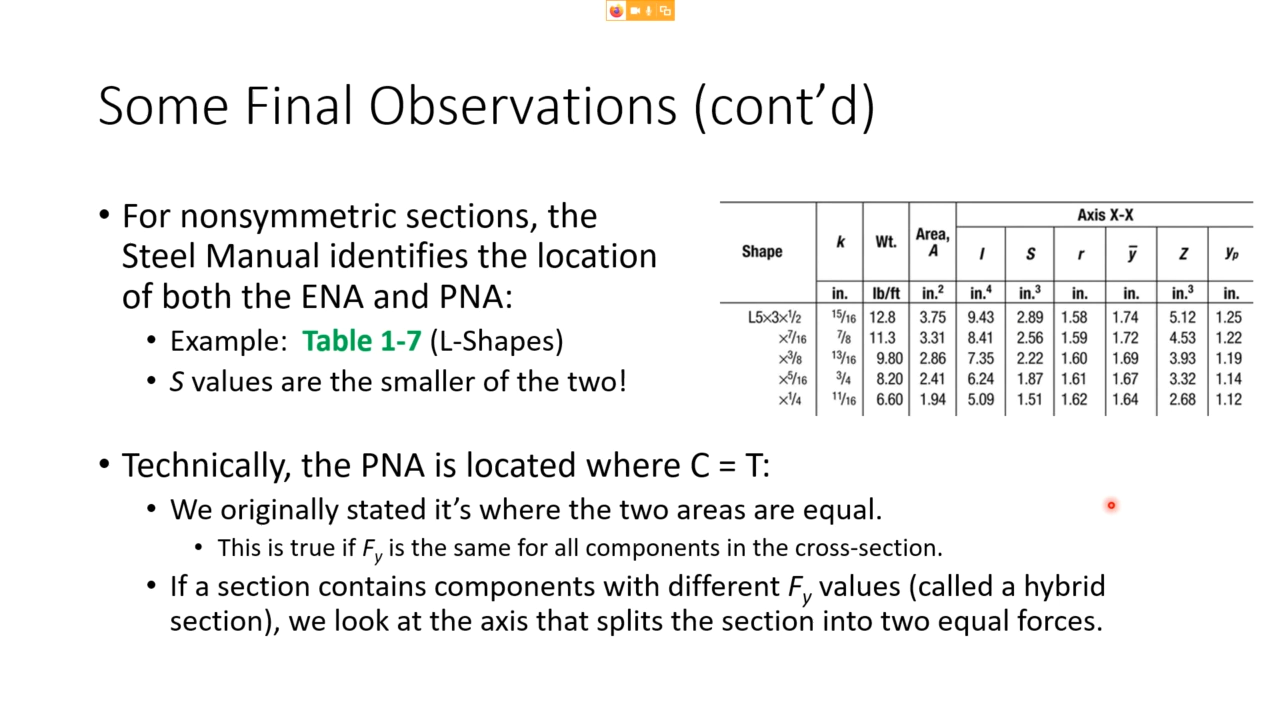 Some Final Observations (cont’d)
• For nonsymmetric sections, the
Steel Manual identifies the location
of both the ENA and PNA:
• Example: Table 1-7 (L-Shapes)
• S values are the smaller of the two!
Axis X-X
Shape k Wt. Area, A I S r y̅ Z yp
in. lb/ft in.² in.⁴ in.³ in. in. in.³ in.
L5×3×1/2 15/16 12.8 3.75 9.43 2.89 1.58 1.74 5.12 1.25
×7/16 7/8 11.3 3.31 8.41 2.56 1.59 1.72 4.53 1.22
×3/8 13/16 9.80 2.86 7.35 2.22 1.60 1.69 3.93 1.19
×5/16 3/4 8.20 2.41 6.24 1.87 1.61 1.67 3.32 1.14
×1/4 11/16 6.60 1.94 5.09 1.51 1.62 1.64 2.68 1.12
• Technically, the PNA is located where C = T:
• We originally stated it’s where the two areas are equal.
• This is true if Fy is the same for all components in the cross-section.
• If a section contains components with different Fy values (called a hybrid
section), we look at the axis that splits the section into two equal forces.